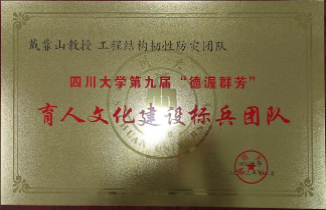 戴靠山教授 工程结构韧性防灾团队
四川大学第九届“德渥群芳”
育人文化建设标兵团队